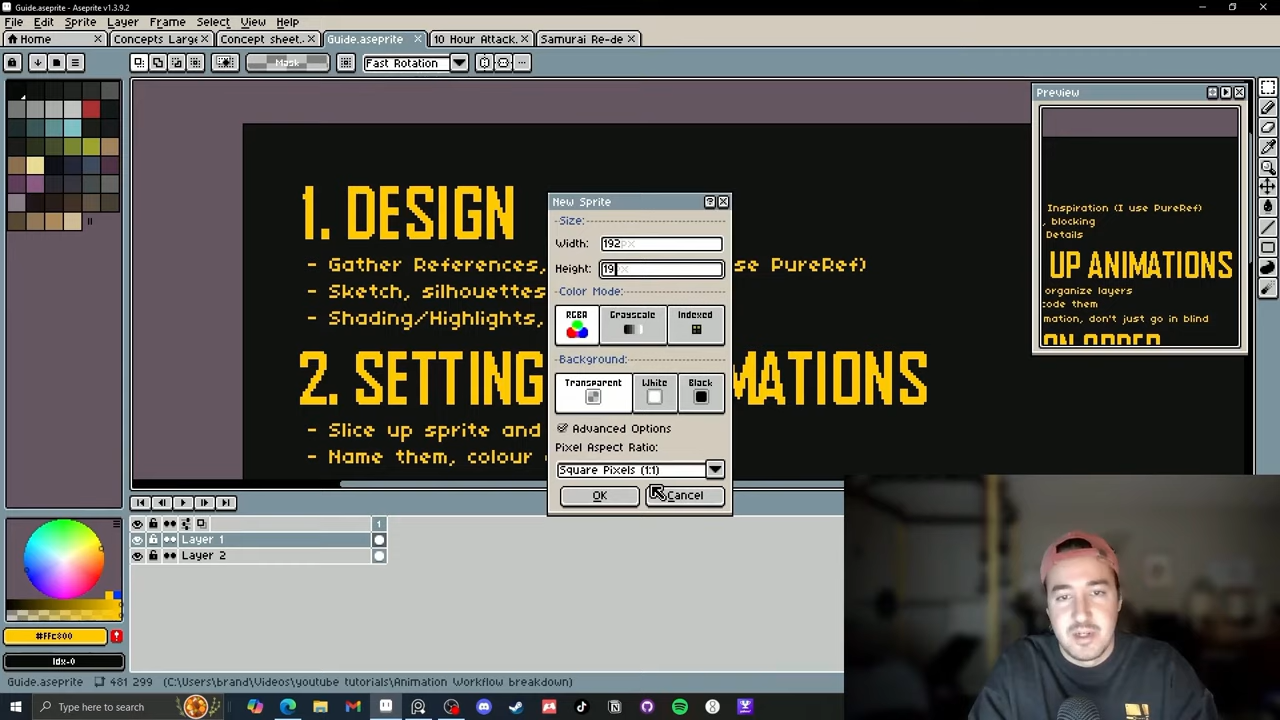 Guide.aseprite - Aseprite v1.3.9.2
File Edit Sprite Layer Frame Select View Help
Home Concepts Large Concept sheet. Guide.aseprite 10 Hour Attack. Samurai Re-de
Mask Fast Rotation
Preview
Inspiration (I use PureRef)
, blocking
Details
UP ANIMATIONS
organize layers
code them
mation, don't just go in blind
1. DESIGN
- Gather References, se PureRef)
- Sketch, silhouettes
- Shading/Highlights,
2. SETTING MATIONS
- Slice up sprite and
- Name them, colour
New Sprite
Size:
Width: 192px
Height: 19px
Color Mode:
RGBA Grayscale Indexed
Background:
Transparent White Black
Advanced Options
Pixel Aspect Ratio:
Square Pixels (1:1)
OK Cancel
1
Layer 1
Layer 2
#FFC800
Idx-0
Guide.aseprite 481 299 (C:\Users\brand\Videos\youtube tutorials\Animation Workflow breakdown)
Type here to search